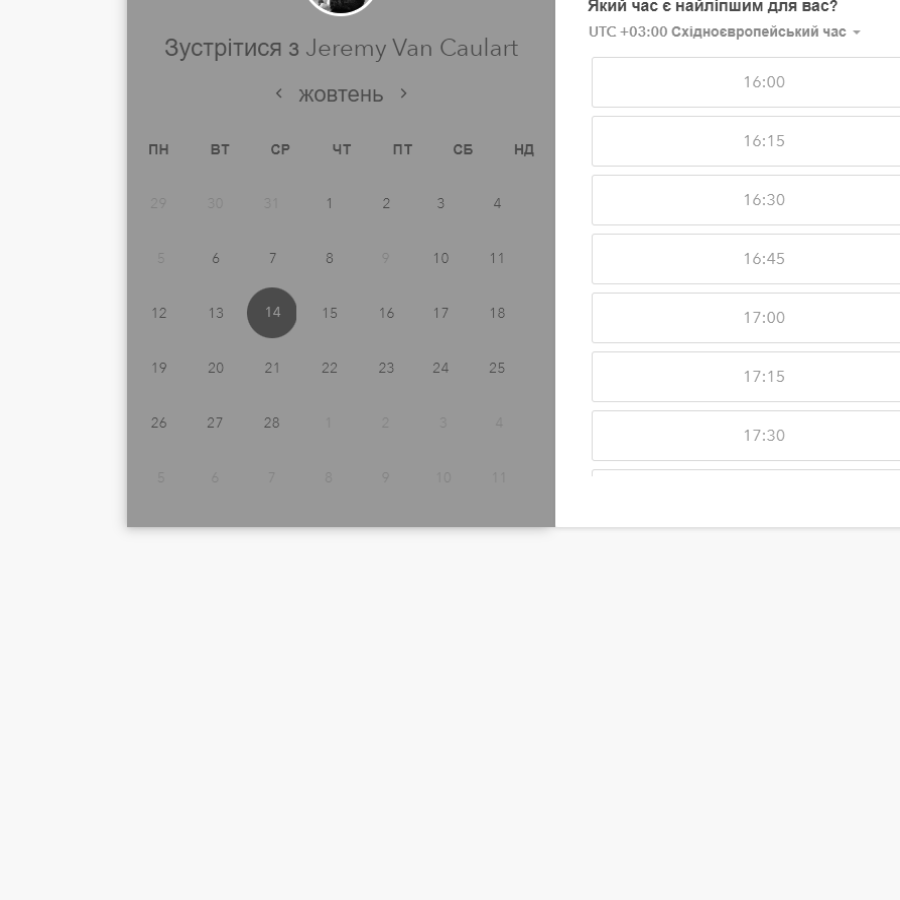 Зустрітися з Jeremy Van Caulart
‹ жовтень ›
ПН ВТ СР ЧТ ПТ СБ НД
29 30 31 1 2 3 4
5 6 7 8 9 10 11
12 13 14 15 16 17 18
19 20 21 22 23 24 25
26 27 28 1 2 3 4
5 6 7 8 9 10 11
Який час є найліпшим для вас?
UTC +03:00 Східноєвропейський час
16:00
16:15
16:30
16:45
17:00
17:15
17:30